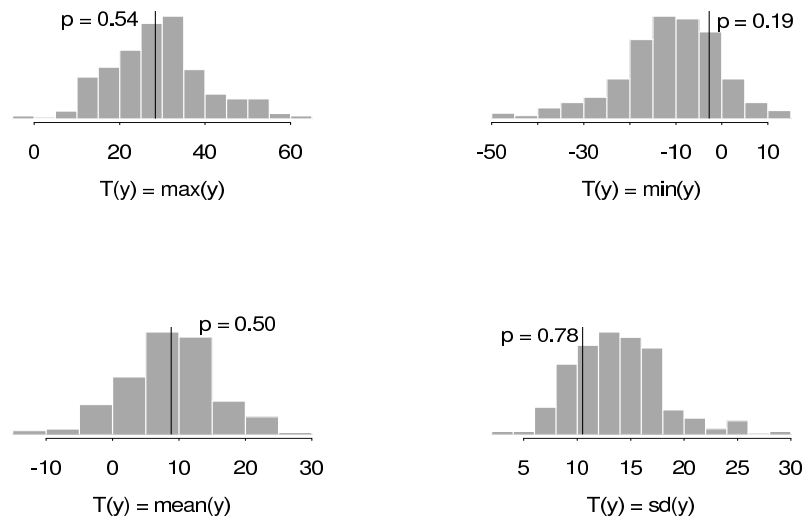 p = 0.54
0 20 40 60
T(y) = max(y)
p = 0.19
-50 -30 -10 0 10
T(y) = min(y)
p = 0.50
-10 0 10 20 30
T(y) = mean(y)
p = 0.78
5 10 15 20 25 30
T(y) = sd(y)